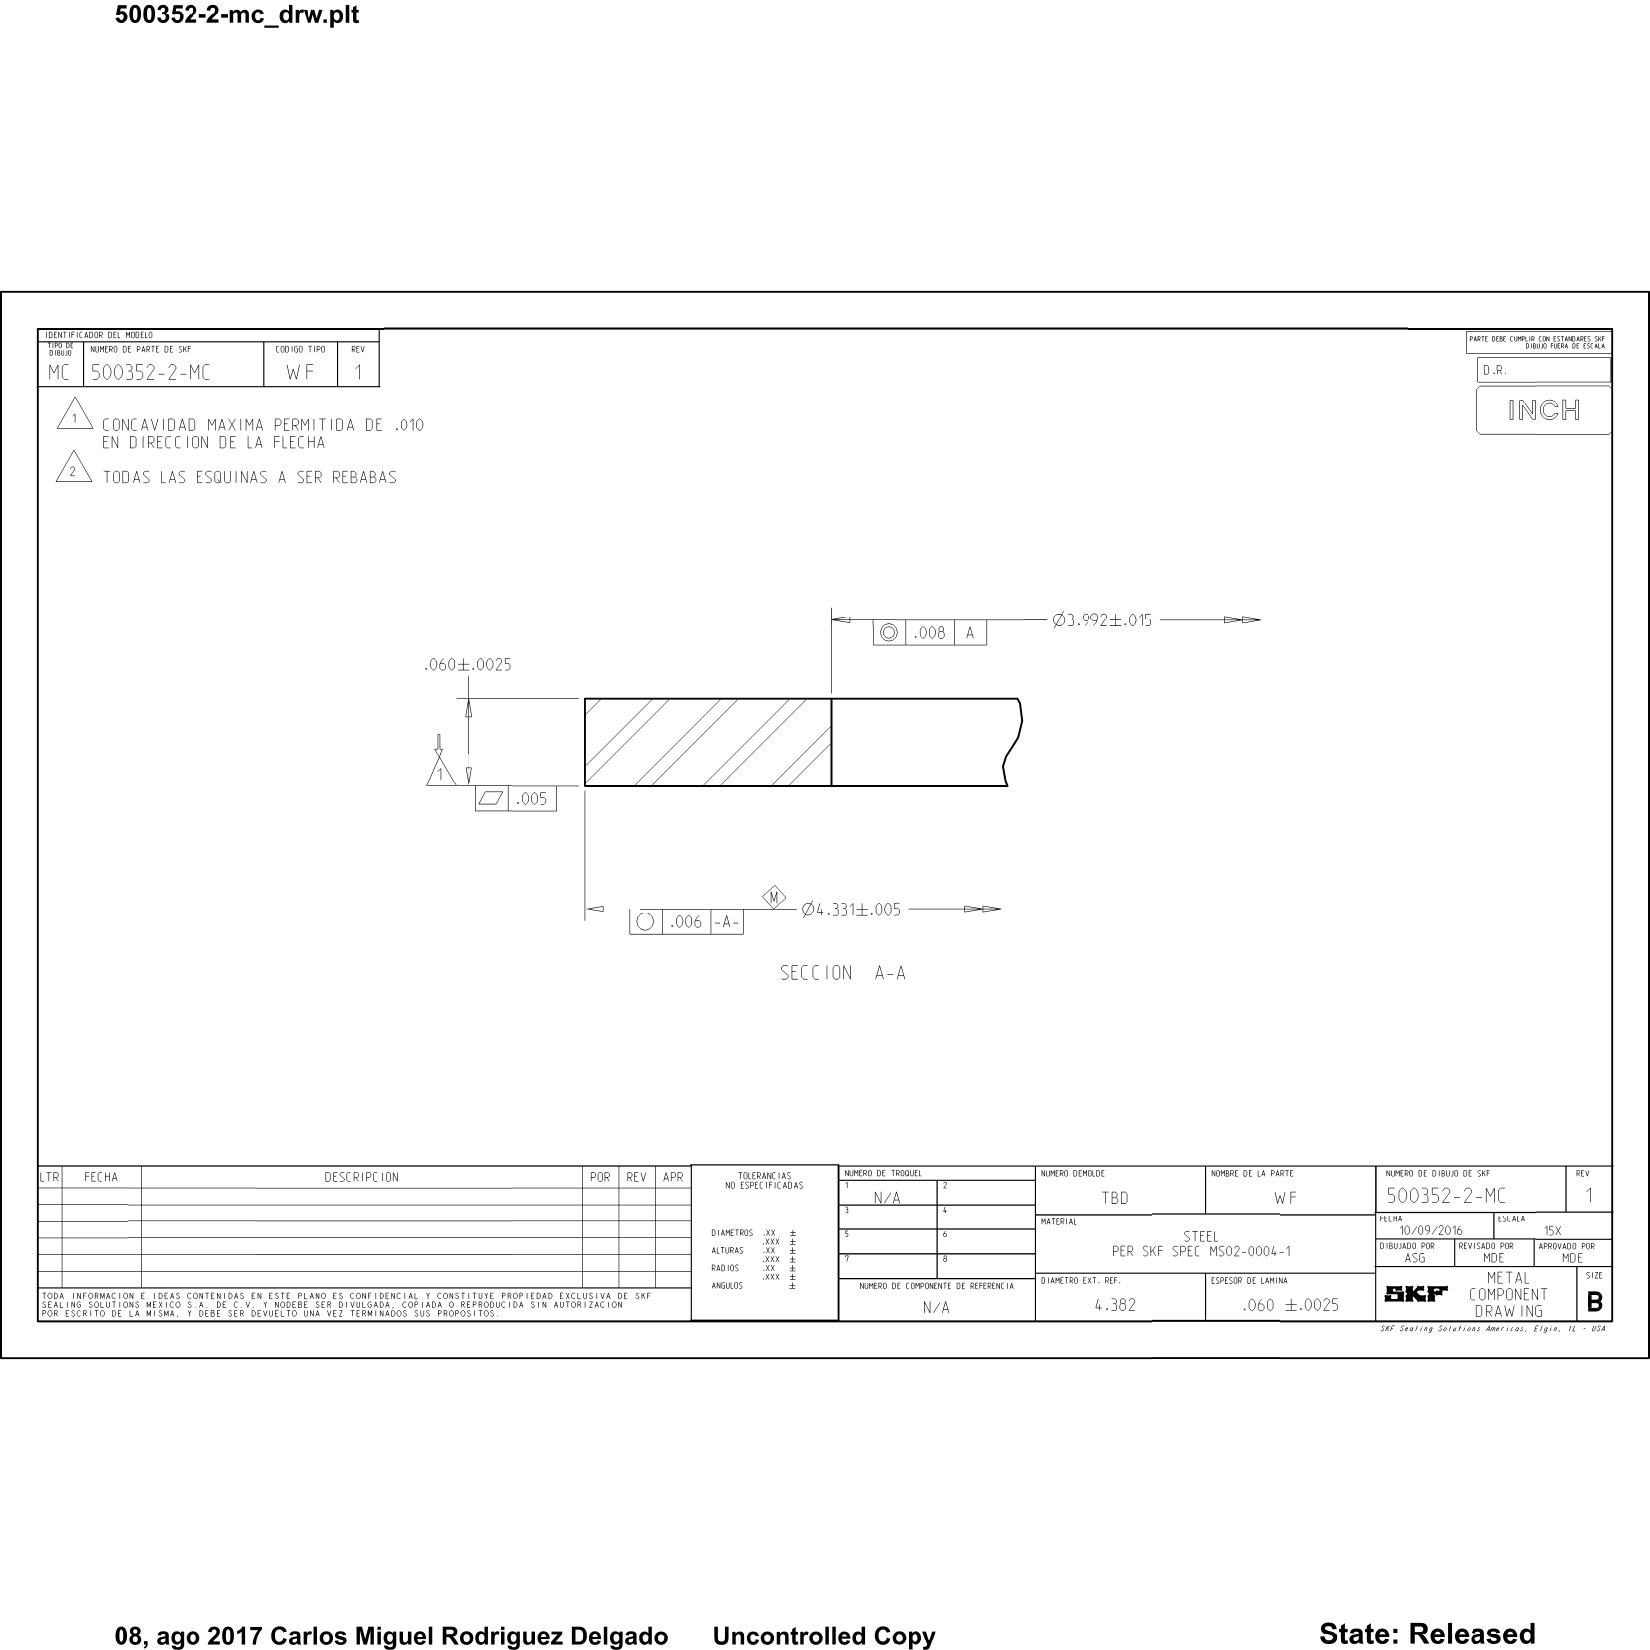 500352-2-mc_drw.plt
IDENTIFICADOR DEL MODELO
TIPO DE DIBUJO
MC
NUMERO DE PARTE DE SKF
500352-2-MC
CODIGO TIPO
WF
REV
1
PARTE DEBE CUMPLIR CON ESTANDARES SKF
DIBUJO FUERA DE ESCALA
D.R.
INCH
1 CONCAVIDAD MAXIMA PERMITIDA DE .010
EN DIRECCION DE LA FLECHA
2 TODAS LAS ESQUINAS A SER REBABAS
Ø3.992±.015
.008 A
.060±.0025
1
.005
M
Ø4.331±.005
.006 -A-
SECCION A-A
LTR FECHA DESCRIPCION POR REV APR
TODA INFORMACION E IDEAS CONTENIDAS EN ESTE PLANO ES CONFIDENCIAL Y CONSTITUYE PROPIEDAD EXCLUSIVA DE SKF
SEALING SOLUTIONS MEXICO S.A. DE C.V. Y NODEBE SER DIVULGADA, COPIADA O REPRODUCIDA SIN AUTORIZACION
POR ESCRITO DE LA MISMA, Y DEBE SER DEVUELTO UNA VEZ TERMINADOS SUS PROPOSITOS.
TOLERANCIAS
NO ESPECIFICADAS
DIAMETROS .XX ±
.XXX ±
ALTURAS .XX ±
.XXX ±
RADIOS .XX ±
.XXX ±
ANGULOS ±
NUMERO DE TROQUEL
1 N/A 2
3 4
5 6
7 8
NUMERO DE COMPONENTE DE REFERENCIA
N/A
NUMERO DEMOLDE
TBD
NOMBRE DE LA PARTE
WF
MATERIAL
STEEL
PER SKF SPEC MS02-0004-1
DIAMETRO EXT. REF.
4.382
ESPESOR DE LAMINA
.060 ±.0025
NUMERO DE DIBUJO DE SKF
500352-2-MC
REV
1
FECHA
10/09/2016
ESCALA
15X
DIBUJADO POR
ASG
REVISADO POR
MDE
APROVADO POR
MDE
SKF
METAL
COMPONENT
DRAWING
SIZE
B
SKF Sealing Solutions Americas, Elgin, IL - USA
08, ago 2017 Carlos Miguel Rodriguez Delgado Uncontrolled Copy State: Released